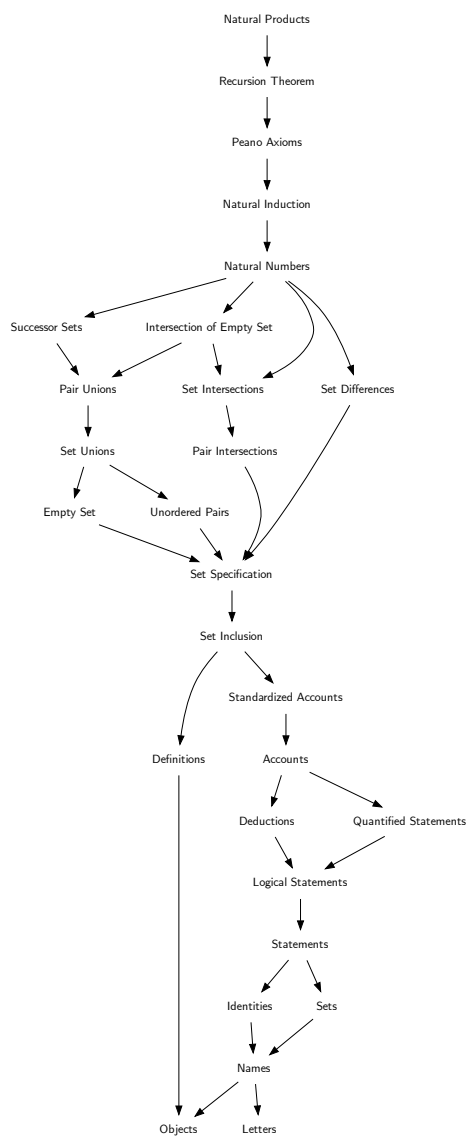 Natural Products
Recursion Theorem
Peano Axioms
Natural Induction
Natural Numbers
Successor Sets
Intersection of Empty Set
Pair Unions
Set Intersections
Set Differences
Set Unions
Pair Intersections
Empty Set
Unordered Pairs
Set Specification
Set Inclusion
Standardized Accounts
Definitions
Accounts
Deductions
Quantified Statements
Logical Statements
Statements
Identities
Sets
Names
Objects
Letters